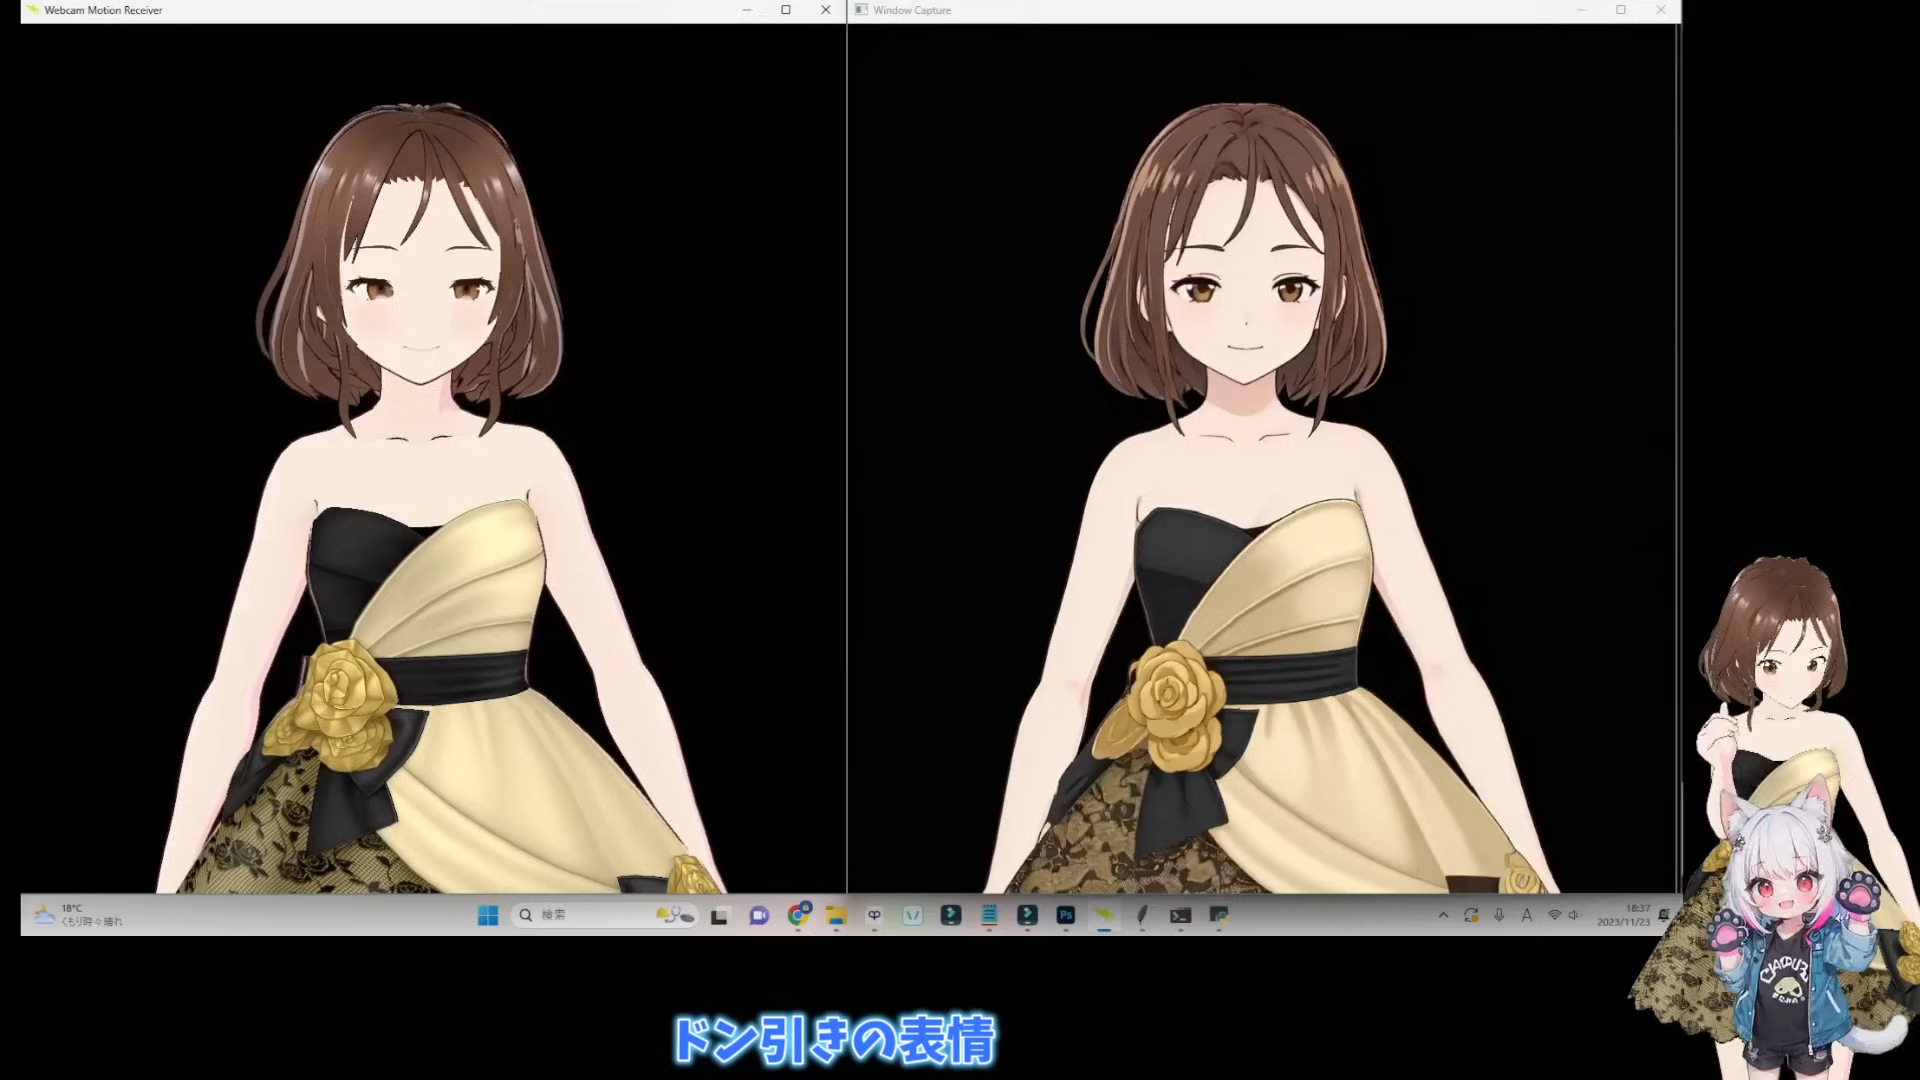 Webcam Motion Receiver
Window Capture
18°C
くもり時々晴れ
検索
Ps
A
18:37
2023/11/23
ドン引きの表情